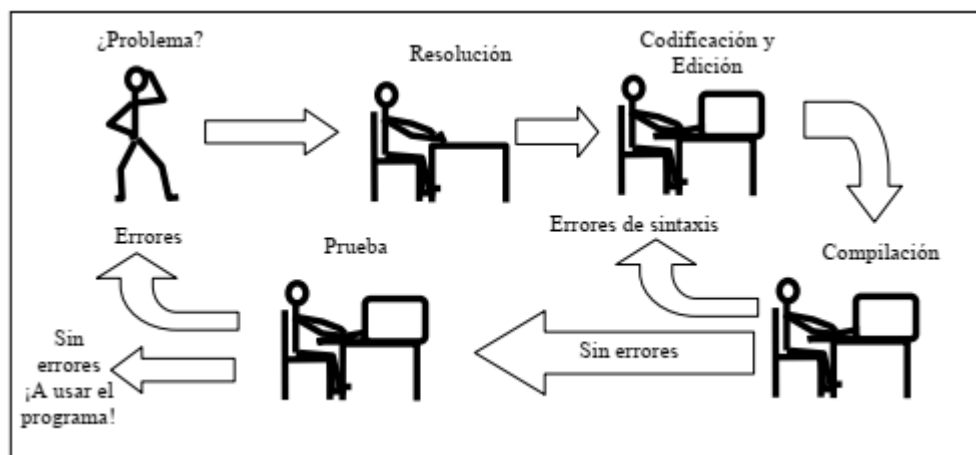 ¿Problema?
Resolución
Codificación y
Edición
Errores
Prueba
Errores de sintaxis
Compilación
Sin
errores
¡A usar el
programa!
Sin errores